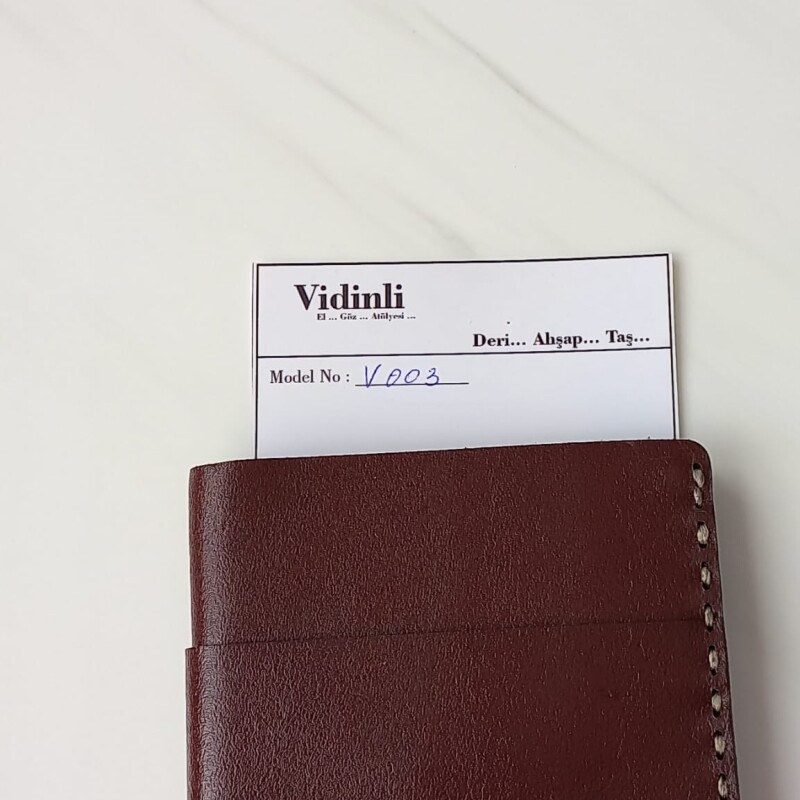 Vidinli
El ... Göz ... Atölyesi ...
Deri... Ahşap... Taş...
Model No : V003